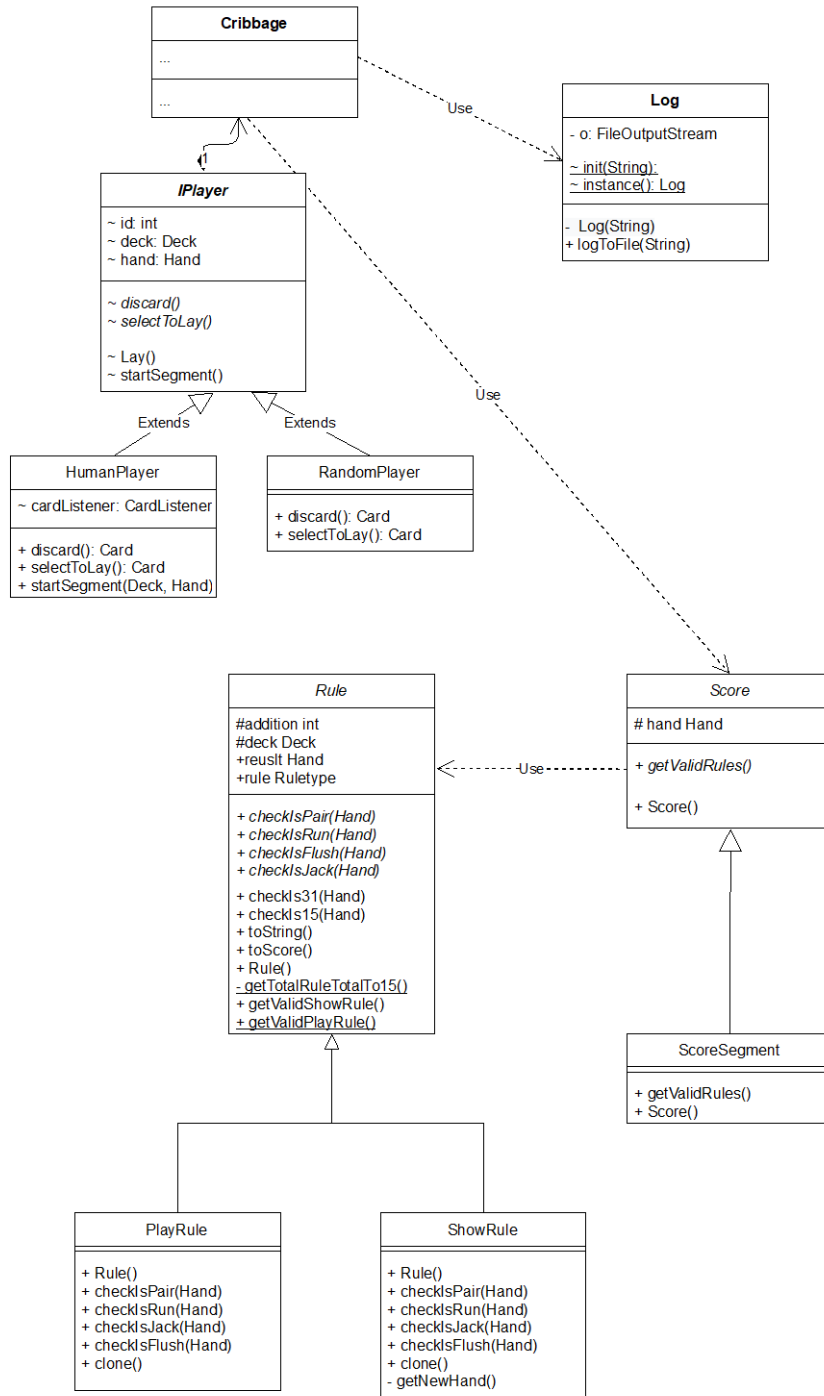 Cribbage
...
...
Use
Log
- o: FileOutputStream
~ init(String):
~ instance(): Log
- Log(String)
+ logToFile(String)
1
IPlayer
~ id: int
~ deck: Deck
~ hand: Hand
~ discard()
~ selectToLay()
~ Lay()
~ startSegment()
Use
Extends
Extends
HumanPlayer
~ cardListener: CardListener
+ discard(): Card
+ selectToLay(): Card
+ startSegment(Deck, Hand)
RandomPlayer
+ discard(): Card
+ selectToLay(): Card
Rule
#addition int
#deck Deck
+reuslt Hand
+rule Ruletype
+ checkIsPair(Hand)
+ checkIsRun(Hand)
+ checkIsFlush(Hand)
+ checkIsJack(Hand)
+ checkIs31(Hand)
+ checkIs15(Hand)
+ toString()
+ toScore()
+ Rule()
- getTotalRuleTotalTo15()
+ getValidShowRule()
+ getValidPlayRule()
Use
Score
# hand Hand
+ getValidRules()
+ Score()
ScoreSegment
+ getValidRules()
+ Score()
PlayRule
+ Rule()
+ checkIsPair(Hand)
+ checkIsRun(Hand)
+ checkIsJack(Hand)
+ checkIsFlush(Hand)
+ clone()
ShowRule
+ Rule()
+ checkIsPair(Hand)
+ checkIsRun(Hand)
+ checkIsJack(Hand)
+ checkIsFlush(Hand)
+ clone()
- getNewHand()